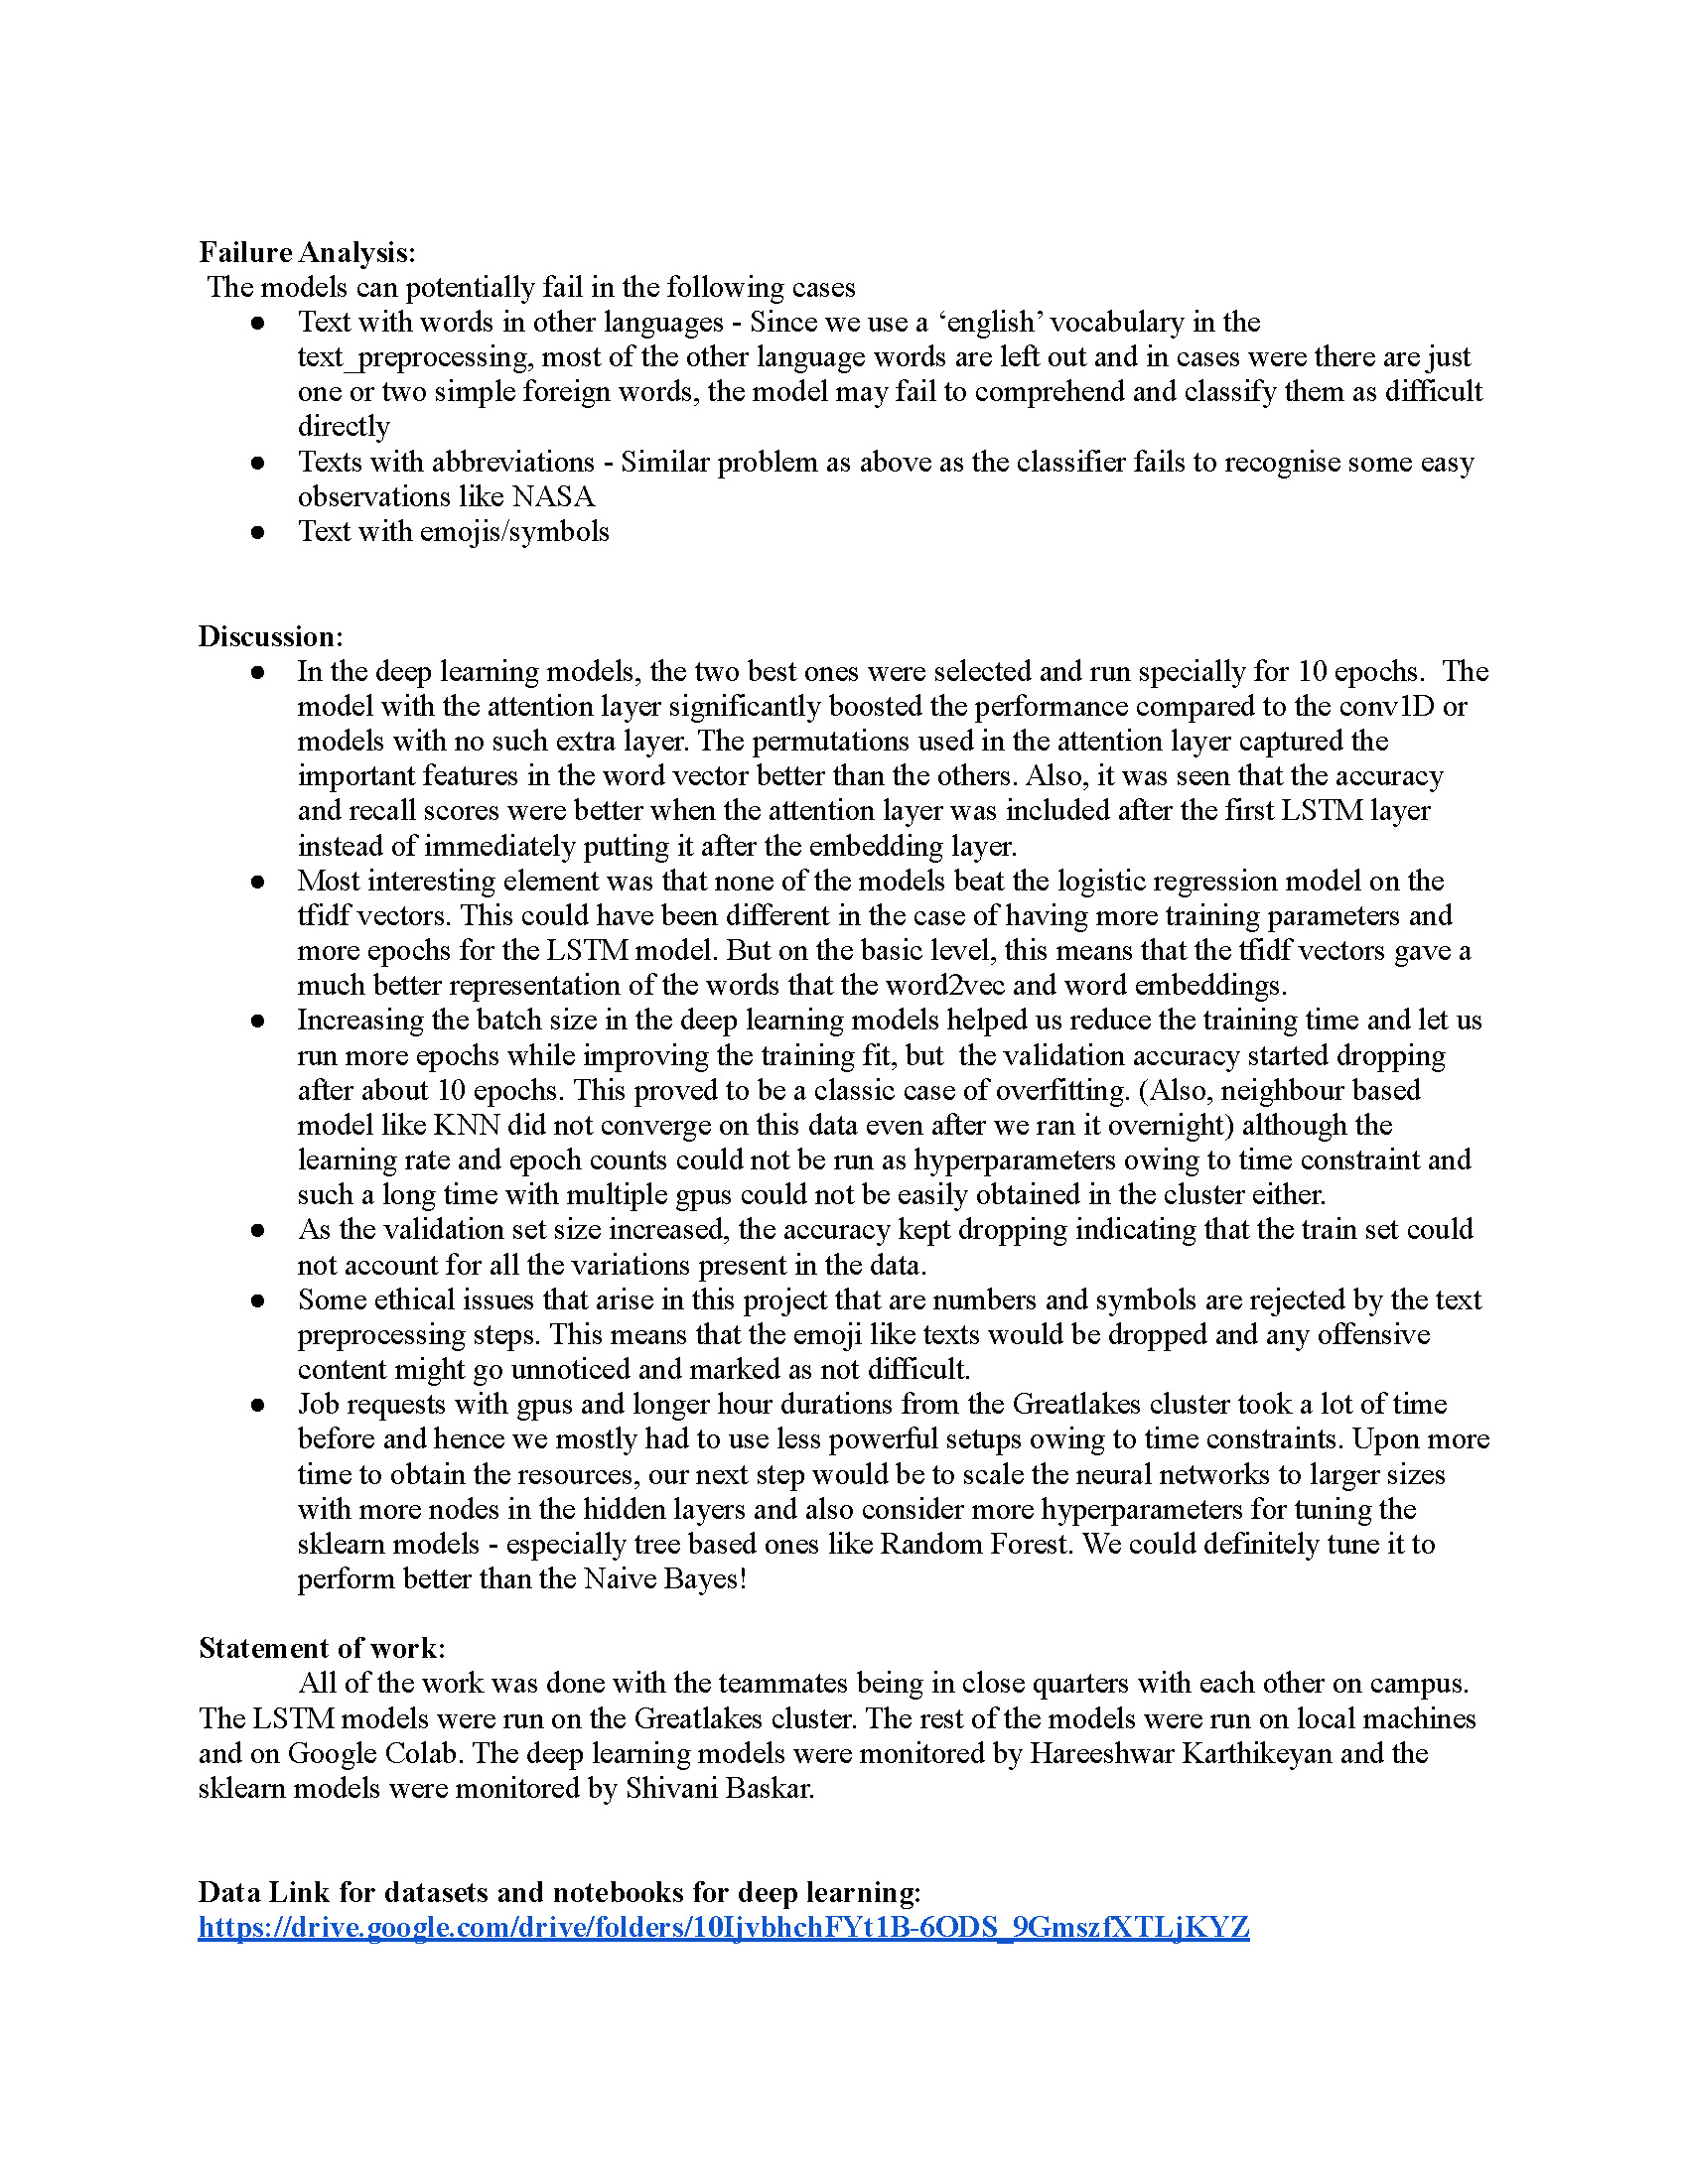 Failure Analysis:
The models can potentially fail in the following cases
● Text with words in other languages - Since we use a ‘english’ vocabulary in the
text_preprocessing, most of the other language words are left out and in cases were there are just
one or two simple foreign words, the model may fail to comprehend and classify them as difficult
directly
● Texts with abbreviations - Similar problem as above as the classifier fails to recognise some easy
observations like NASA
● Text with emojis/symbols
Discussion:
● In the deep learning models, the two best ones were selected and run specially for 10 epochs.  The
model with the attention layer significantly boosted the performance compared to the conv1D or
models with no such extra layer. The permutations used in the attention layer captured the
important features in the word vector better than the others. Also, it was seen that the accuracy
and recall scores were better when the attention layer was included after the first LSTM layer
instead of immediately putting it after the embedding layer.
● Most interesting element was that none of the models beat the logistic regression model on the
tfidf vectors. This could have been different in the case of having more training parameters and
more epochs for the LSTM model. But on the basic level, this means that the tfidf vectors gave a
much better representation of the words that the word2vec and word embeddings.
● Increasing the batch size in the deep learning models helped us reduce the training time and let us
run more epochs while improving the training fit, but  the validation accuracy started dropping
after about 10 epochs. This proved to be a classic case of overfitting. (Also, neighbour based
model like KNN did not converge on this data even after we ran it overnight) although the
learning rate and epoch counts could not be run as hyperparameters owing to time constraint and
such a long time with multiple gpus could not be easily obtained in the cluster either.
● As the validation set size increased, the accuracy kept dropping indicating that the train set could
not account for all the variations present in the data.
● Some ethical issues that arise in this project that are numbers and symbols are rejected by the text
preprocessing steps. This means that the emoji like texts would be dropped and any offensive
content might go unnoticed and marked as not difficult.
● Job requests with gpus and longer hour durations from the Greatlakes cluster took a lot of time
before and hence we mostly had to use less powerful setups owing to time constraints. Upon more
time to obtain the resources, our next step would be to scale the neural networks to larger sizes
with more nodes in the hidden layers and also consider more hyperparameters for tuning the
sklearn models - especially tree based ones like Random Forest. We could definitely tune it to
perform better than the Naive Bayes!
Statement of work:
All of the work was done with the teammates being in close quarters with each other on campus.
The LSTM models were run on the Greatlakes cluster. The rest of the models were run on local machines
and on Google Colab. The deep learning models were monitored by Hareeshwar Karthikeyan and the
sklearn models were monitored by Shivani Baskar.
Data Link for datasets and notebooks for deep learning:
https://drive.google.com/drive/folders/10IjvbhchFYt1B-6ODS_9GmszfXTLjKYZ